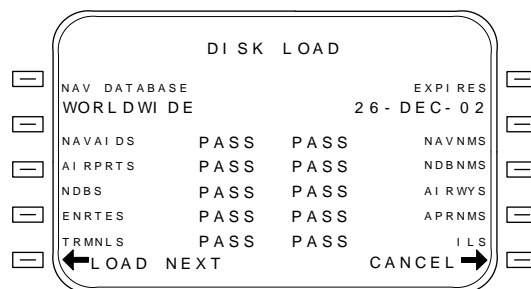 DISK LOAD
NAV DATABASE EXPIRES
WORLDWIDE 26-DEC-02
NAVAIDS PASS PASS NAVNMS
AIRPRTS PASS PASS NDBNMS
NDBS PASS PASS AIRWYS
ENRTES PASS PASS APRNMS
TRMNLS PASS PASS ILS
LOAD NEXT CANCEL